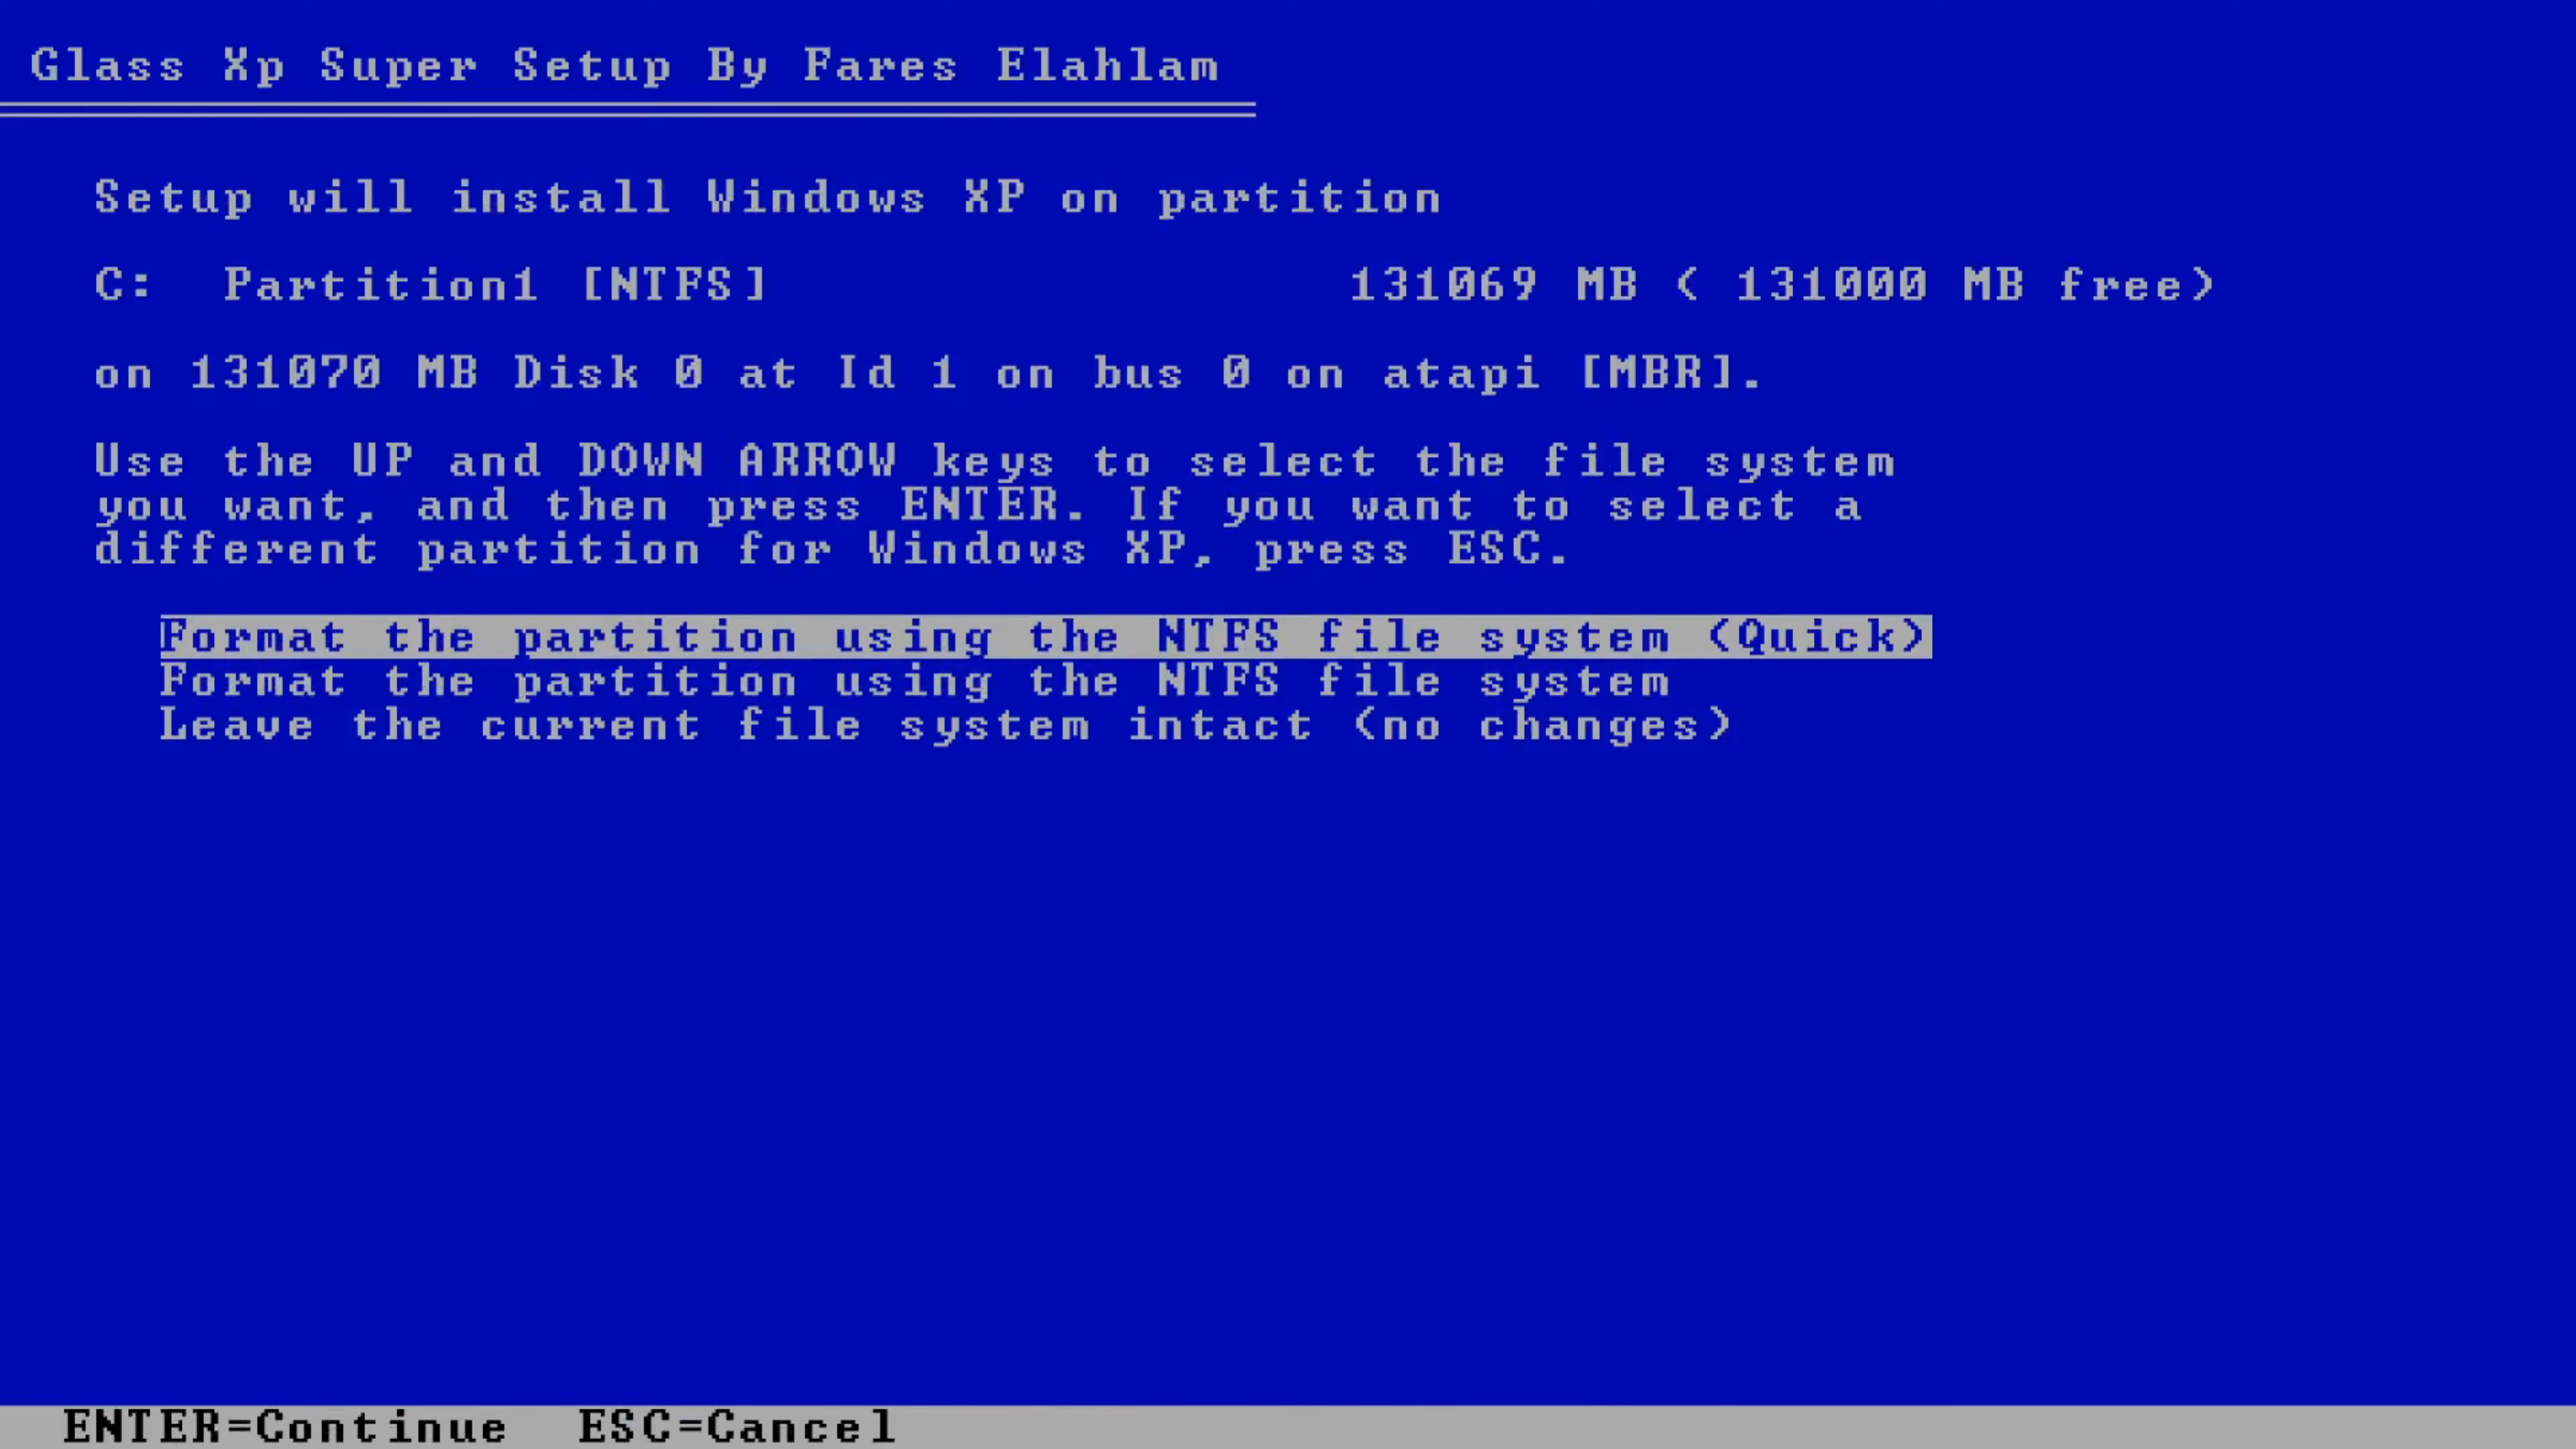 Glass Xp Super Setup By Fares Elahlam
Setup will install Windows XP on partition
C:  Partition1 [NTFS]                  131069 MB ( 131000 MB free)
on 131070 MB Disk 0 at Id 1 on bus 0 on atapi [MBR].
Use the UP and DOWN ARROW keys to select the file system
you want, and then press ENTER. If you want to select a
different partition for Windows XP, press ESC.
Format the partition using the NTFS file system (Quick)
Format the partition using the NTFS file system
Leave the current file system intact (no changes)
ENTER=Continue  ESC=Cancel